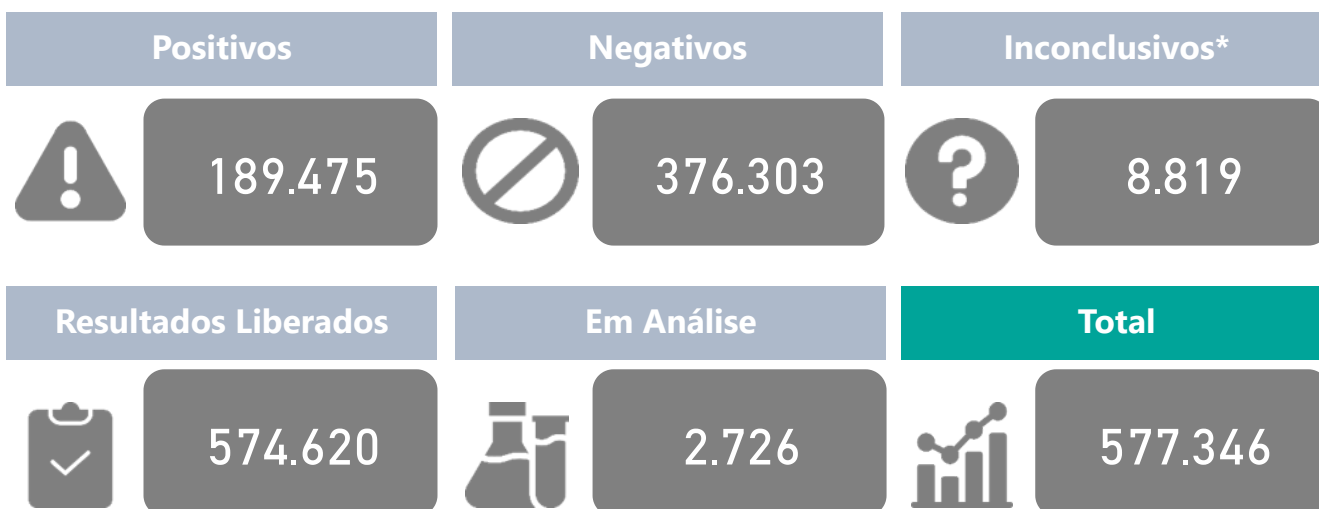 Positivos
Negativos
Inconclusivos*
189.475
376.303
8.819
Resultados Liberados
Em Análise
Total
574.620
2.726
577.346